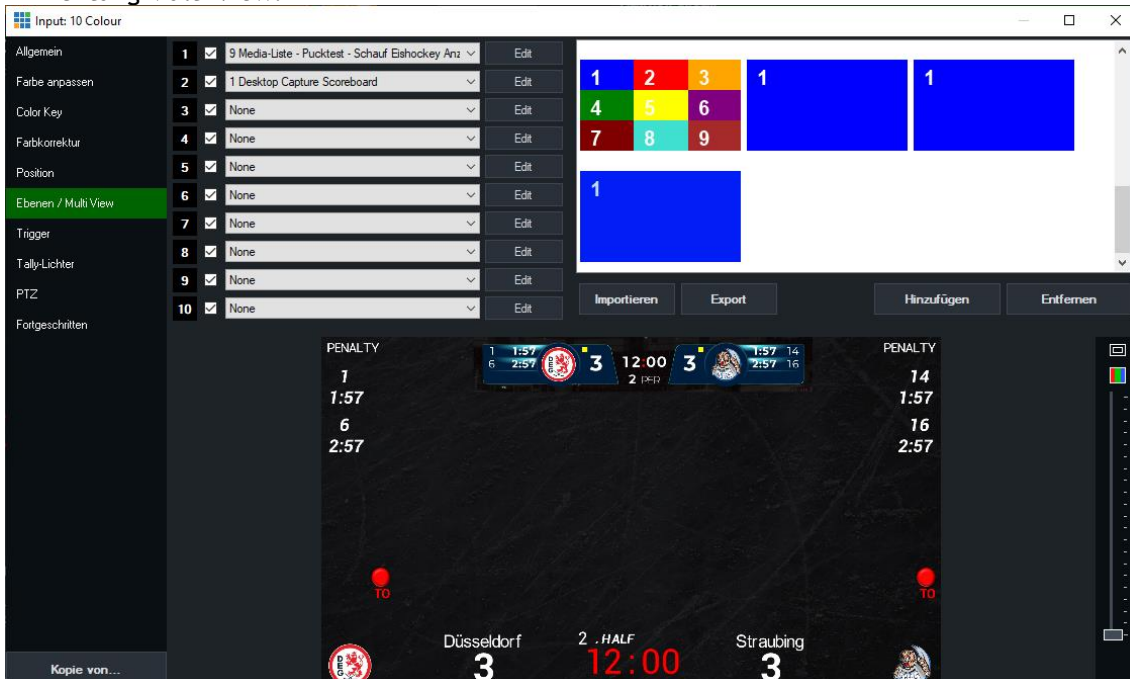 Input: 10 Colour
Allgemein
Farbe anpassen
Color Key
Farbkorrektur
Position
Ebenen / Multi View
Trigger
Tally-Lichter
PTZ
Fortgeschritten
Kopie von...
1 9 Media-Liste - Pucktest - Schauf Eishockey Anz Edit
2 1 Desktop Capture Scoreboard Edit
3 None Edit
4 None Edit
5 None Edit
6 None Edit
7 None Edit
8 None Edit
9 None Edit
10 None Edit
1 2 3
4 5 6
7 8 9
1
1
1
Importieren Export Hinzufügen Entfernen
PENALTY
1
1:57
6
2:57
1 1:57
6 2:57
DEG
3
12:00
2 PER
3
1:57 14
2:57 16
PENALTY
14
1:57
16
2:57
TO
TO
Düsseldorf
3
2 .HALF
12:00
Straubing
3
DEG